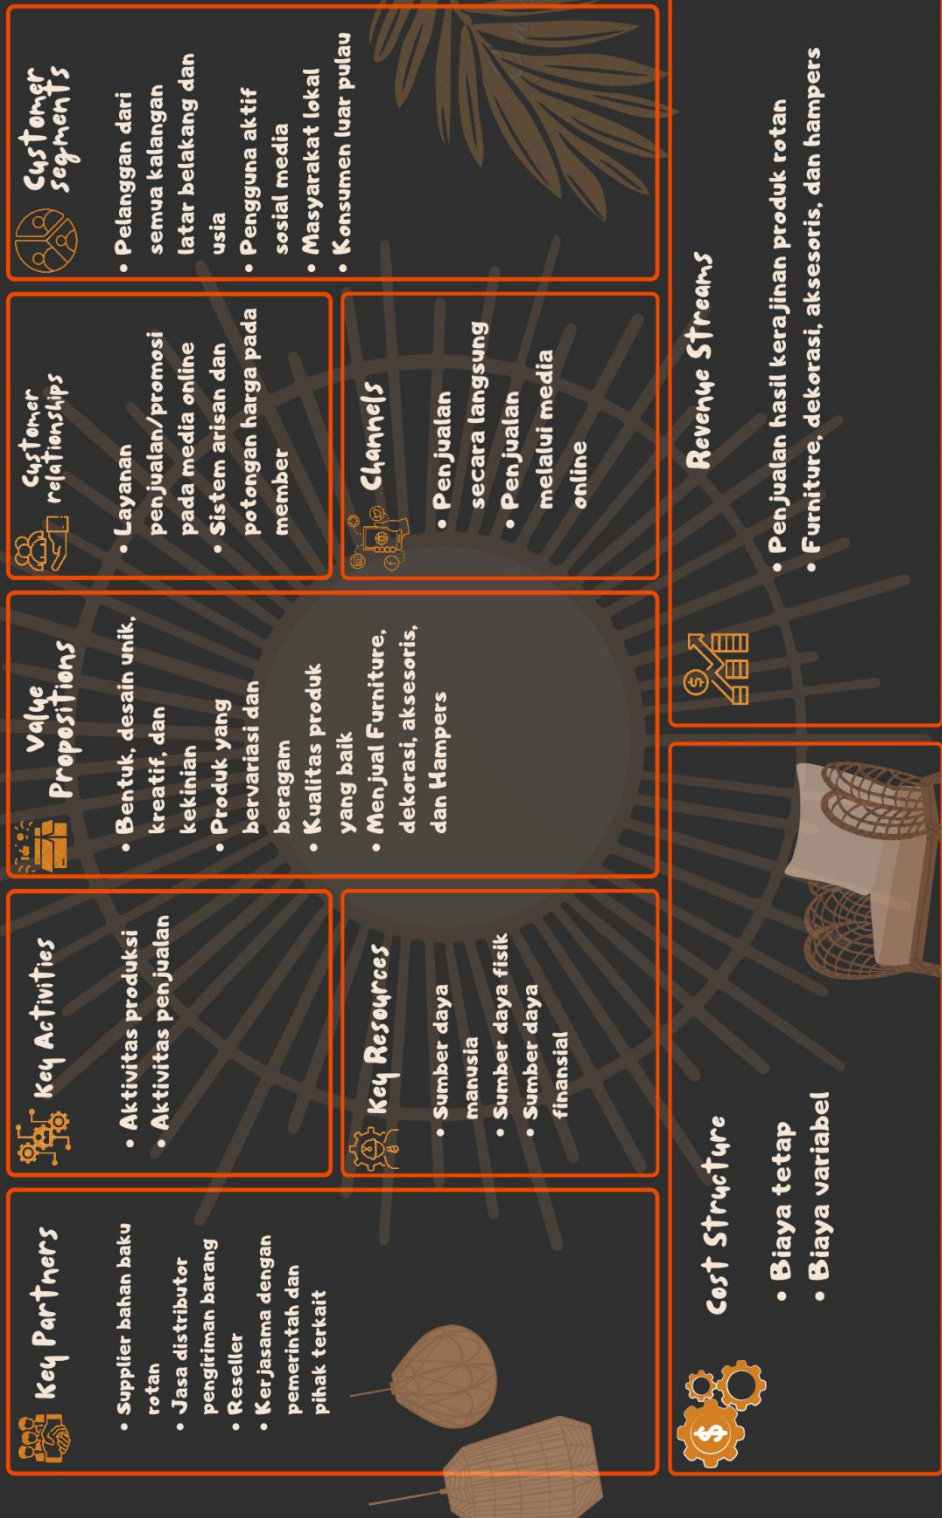 Key Partners
• Supplier bahan baku
rotan
• Jasa distributor
pengiriman barang
• Reseller
• Kerjasama dengan
pemerintah dan
pihak terkait
Key Activities
• Aktivitas produksi
• Aktivitas penjualan
Key Resources
• Sumber daya
manusia
• Sumber daya fisik
• Sumber daya
finansial
Value
Propositions
• Bentuk, desain unik,
kreatif, dan
kekinian
• Produk yang
bervariasi dan
beragam
• Kualitas produk
yang baik
• Menjual Furniture,
dekorasi, aksesoris,
dan Hampers
Customer
relationships
• Layanan
penjualan/promosi
pada media online
• Sistem arisan dan
potongan harga pada
member
Channels
• Penjualan
secara langsung
• Penjualan
melalui media
online
Customer
segments
• Pelanggan dari
semua kalangan
latar belakang dan
usia
• Pengguna aktif
sosial media
• Masyarakat lokal
• Konsumen luar pulau
Cost Structure
• Biaya tetap
• Biaya variabel
Revenue Streams
• Penjualan hasil kerajinan produk rotan
• Furniture, dekorasi, aksesoris, dan hampers